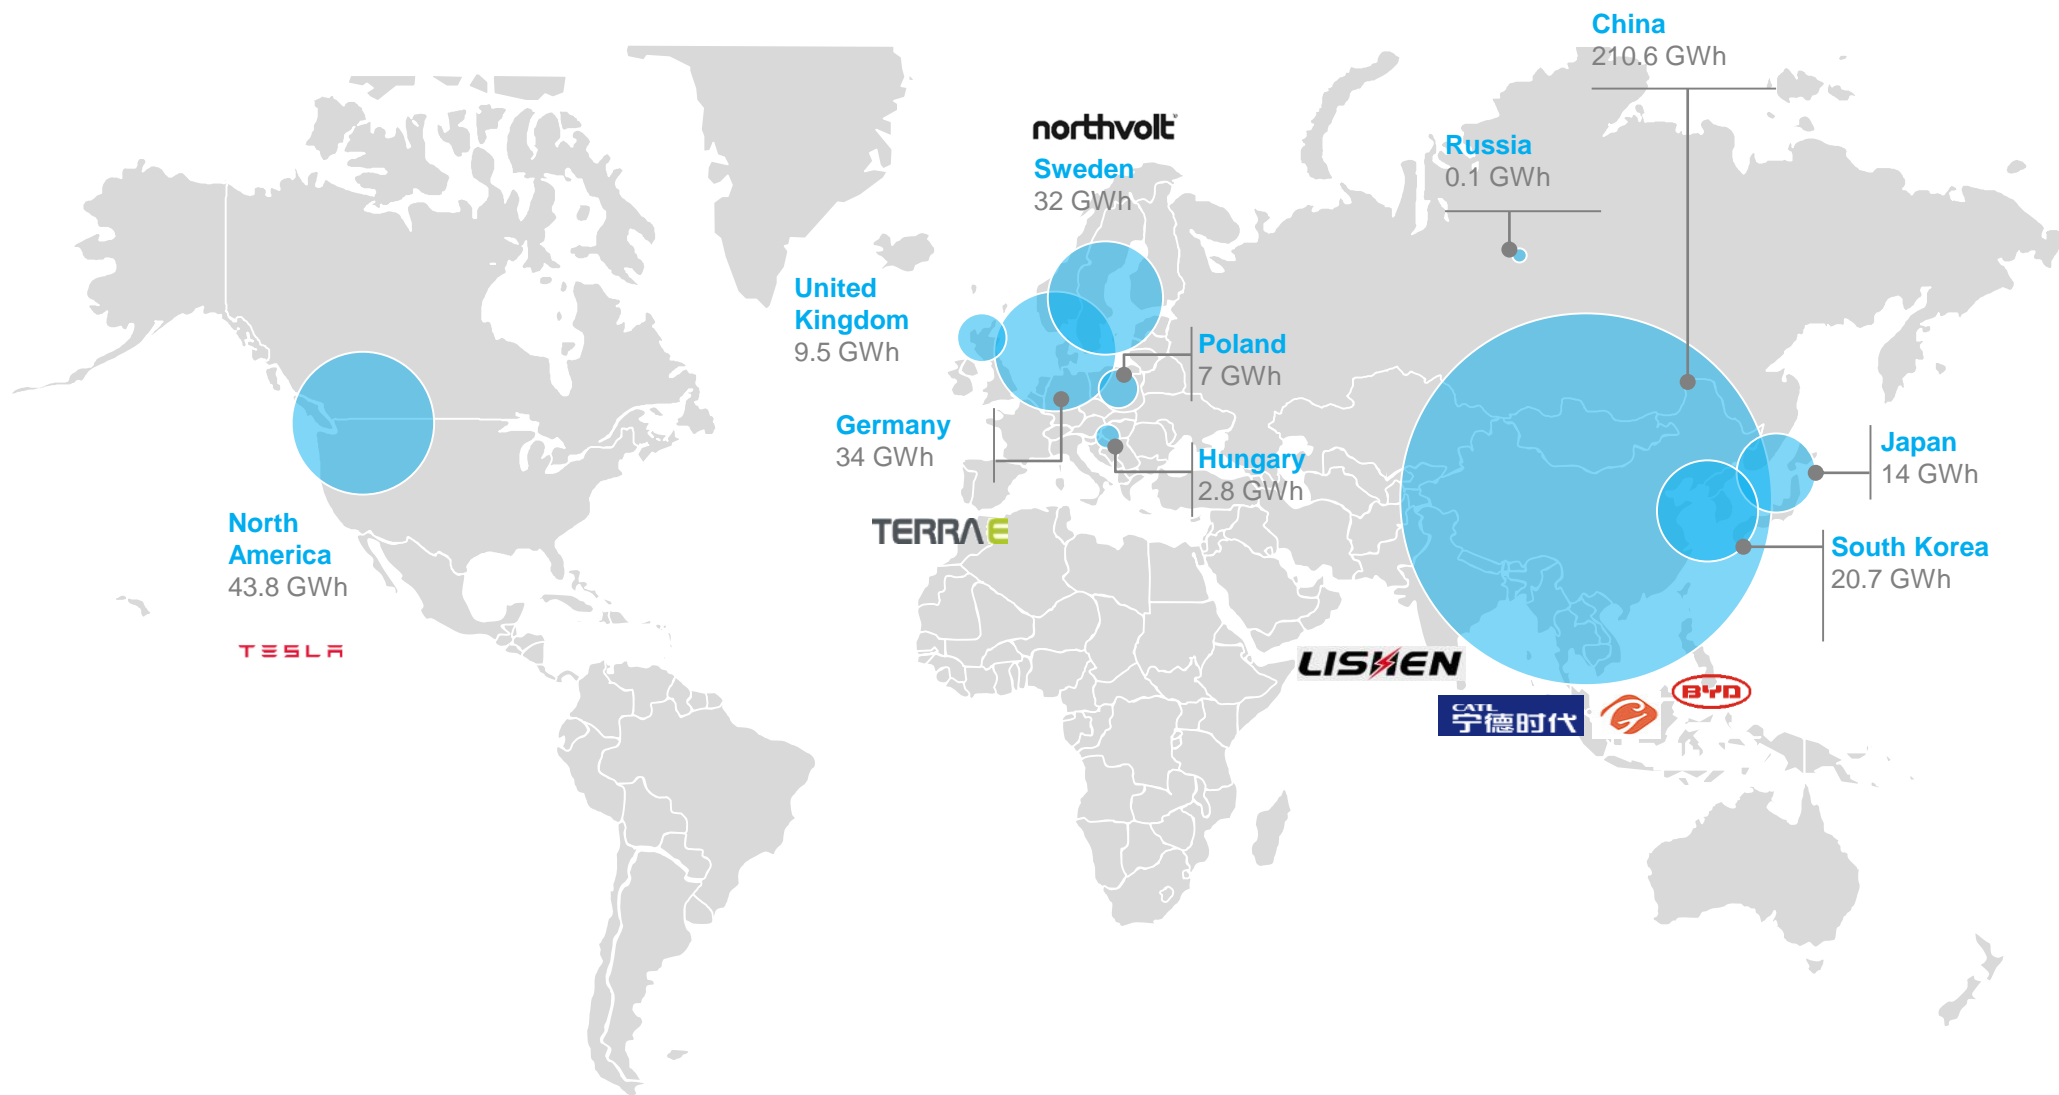 China
210.6 GWh
northvolt
Sweden
32 GWh
Russia
0.1 GWh
United
Kingdom
9.5 GWh
Poland
7 GWh
Germany
34 GWh
Hungary
2.8 GWh
Japan
14 GWh
TERRA E
North
America
43.8 GWh
South Korea
20.7 GWh
TESLA
LISHEN
BYD
CATL
宁德时代